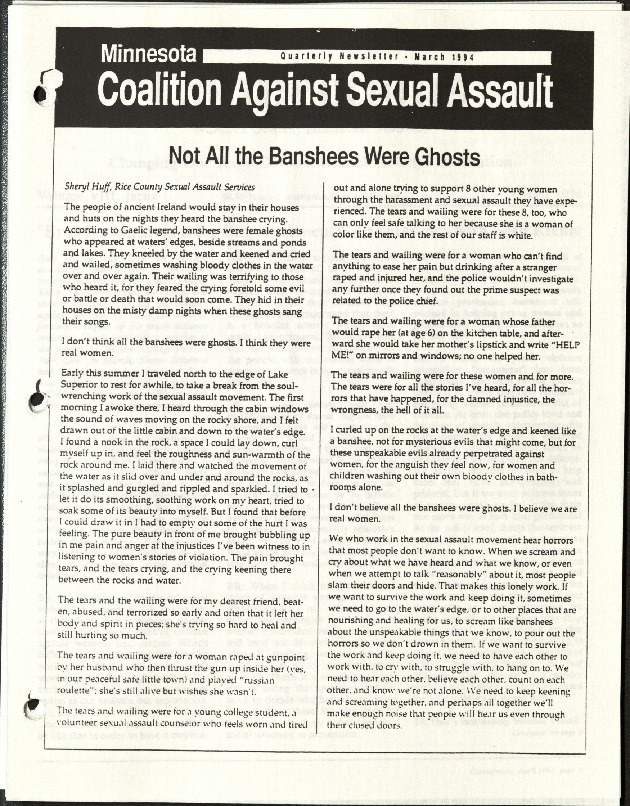 Minnesota
Quarterly Newsletter • March 1994
Coalition Against Sexual Assault
Not All the Banshees Were Ghosts
Sheryl Huff, Rice County Sexual Assault Services
The people of ancient Ireland would stay in their houses
and huts on the nights they heard the banshee crying.
According to Gaelic legend, banshees were female ghosts
who appeared at waters' edges, beside streams and ponds
and lakes. They kneeled by the water and keened and cried
and wailed, sometimes washing bloody clothes in the water
over and over again. Their wailing was terrifying to those
who heard it, for they feared the crying foretold some evil
or battle or death that would soon come. They hid in their
houses on the misty damp nights when these ghosts sang
their songs.
I don't think all the banshees were ghosts. I think they were
real women.
Early this summer I traveled north to the edge of Lake
Superior to rest for awhile, to take a break from the soul-
wrenching work of the sexual assault movement. The first
morning I awoke there, I heard through the cabin windows
the sound of waves moving on the rocky shore, and I felt
drawn out of the little cabin and down to the water's edge.
I found a nook in the rock, a space I could lay down, curl
myself up in, and feel the roughness and sun-warmth of the
rock around me. I laid there and watched the movement of
the water as it slid over and under and around the rocks, as
it splashed and gurgled and rippled and sparkled. I tried to
let it do its smoothing, soothing work on my heart, tried to
soak some of its beauty into myself. But I found that before
I could draw it in I had to empty out some of the hurt I was
feeling. The pure beauty in front of me brought bubbling up
in me pain and anger at the injustices I've been witness to in
listening to women's stories of violation. The pain brought
tears, and the tears crying, and the crying keening there
between the rocks and water.
The tears and the wailing were for my dearest friend, beat-
en, abused, and terrorized so early and often that it left her
body and spirit in pieces; she's trying so hard to heal and
still hurting so much.
The tears and wailing were for a woman raped at gunpoint
by her husband who then thrust the gun up inside her (yes,
in our peaceful safe little town) and played "russian
roulette"; she's still alive but wishes she wasn't.
The tears and wailing were for a young college student, a
volunteer sexual assault counselor who feels worn and tired
out and alone trying to support 8 other young women
through the harassment and sexual assault they have expe-
rienced. The tears and wailing were for these 8, too, who
can only feel safe talking to her because she is a woman of
color like them, and the rest of our staff is white.
The tears and wailing were for a woman who can't find
anything to ease her pain but drinking after a stranger
raped and injured her, and the police wouldn't investigate
any further once they found out the prime suspect was
related to the police chief.
The tears and wailing were for a woman whose father
would rape her (at age 6) on the kitchen table, and after-
ward she would take her mother's lipstick and write "HELP
ME!" on mirrors and windows; no one helped her.
The tears and wailing were for these women and for more.
The tears were for all the stories I've heard, for all the hor-
rors that have happened, for the damned injustice, the
wrongness, the hell of it all.
I curled up on the rocks at the water's edge and keened like
a banshee, not for mysterious evils that might come, but for
these unspeakable evils already perpetrated against
women, for the anguish they feel now, for women and
children washing out their own bloody clothes in bath-
rooms alone.
I don't believe all the banshees were ghosts. I believe we are
real women.
We who work in the sexual assault movement hear horrors
that most people don't want to know. When we scream and
cry about what we have heard and what we know, or even
when we attempt to talk "reasonably" about it, most people
slam their doors and hide. That makes this lonely work. If
we want to survive the work and keep doing it, sometimes
we need to go to the water's edge, or to other places that are
nourishing and healing for us, to scream like banshees
about the unspeakable things that we know, to pour out the
horrors so we don't drown in them. If we want to survive
the work and keep doing it, we need to have each other to
work with, to cry with, to struggle with, to hang on to. We
need to hear each other, believe each other, count on each
other, and know we're not alone. We need to keep keening
and screaming together, and perhaps all together we'll
make enough noise that people will hear us even through
their closed doors.